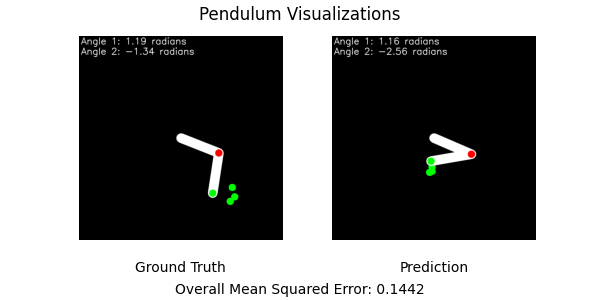 Pendulum Visualizations
Angle 1: 1.19 radians
Angle 2: −1.34 radians
Angle 1: 1.16 radians
Angle 2: −2.56 radians
Ground Truth
Prediction
Overall Mean Squared Error: 0.1442